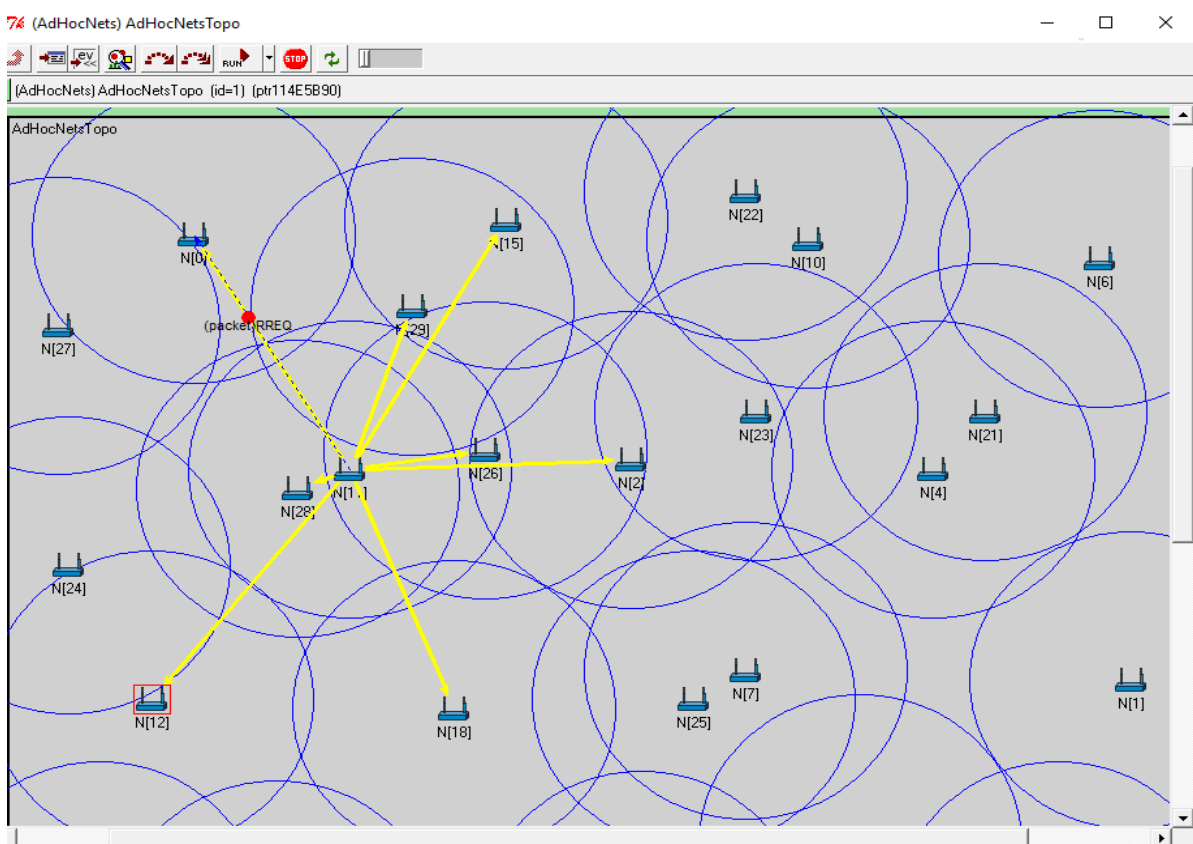 (AdHocNets) AdHocNetsTopo
RUN
STOP
(AdHocNets) AdHocNetsTopo (id=1) (ptr114E5B90)
AdHocNetsTopo
N[22]
N[15]
N[0]
N[10]
N[6]
(packet)RREQ
N[29]
N[27]
N[23]
N[21]
N[26]
N[2]
N[4]
N[28]
N[24]
N[7]
N[1]
N[12]
N[25]
N[18]